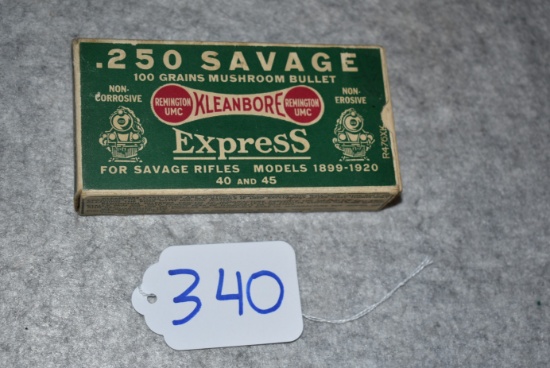 .250 SAVAGE
100 GRAINS MUSHROOM BULLET
NON-
CORROSIVE
REMINGTON
UMC
KLEANBORE
REMINGTON
UMC
NON-
EROSIVE
Express
FOR SAVAGE RIFLES MODELS 1899-1920
40 AND 45
R470XX
340